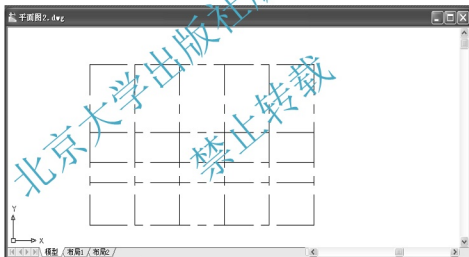 平面图2.dwg
北京大学出版社
禁止转载
Y
X
模型 布局1 布局2